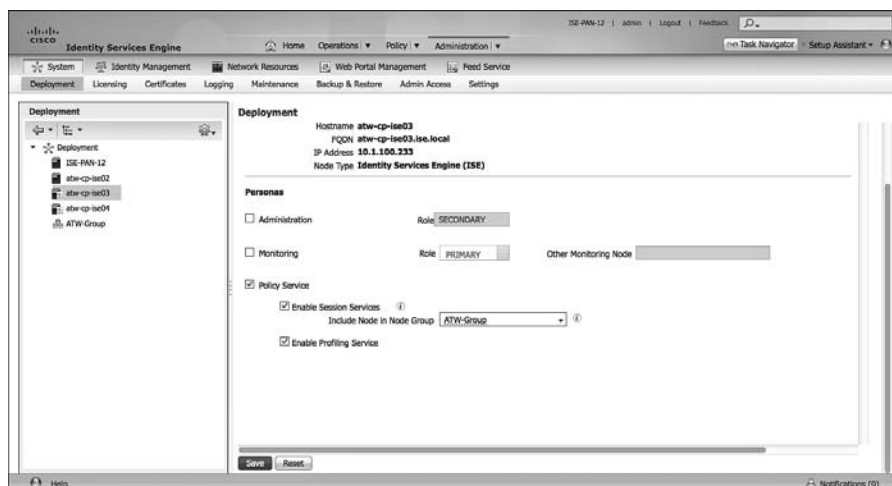 ISE-PAN-12 | admin | Logout | Feedback
CISCO Identity Services Engine
Home Operations Policy Administration
Task Navigator Setup Assistant
System Identity Management Network Resources Web Portal Management Feed Service
Deployment Licensing Certificates Logging Maintenance Backup & Restore Admin Access Settings
Deployment
Deployment
ISE-PAN-12
atw-cp-ise02
atw-cp-ise03
atw-cp-ise04
ATW-Group
Deployment
Hostname atw-cp-ise03
FQDN atw-cp-ise03.ise.local
IP Address 10.1.100.233
Node Type Identity Services Engine (ISE)
Personas
Administration Role SECONDARY
Monitoring Role PRIMARY Other Monitoring Node
Policy Service
Enable Session Services
Include Node in Node Group ATW-Group
Enable Profiling Service
Save Reset
Help Notifications (0)